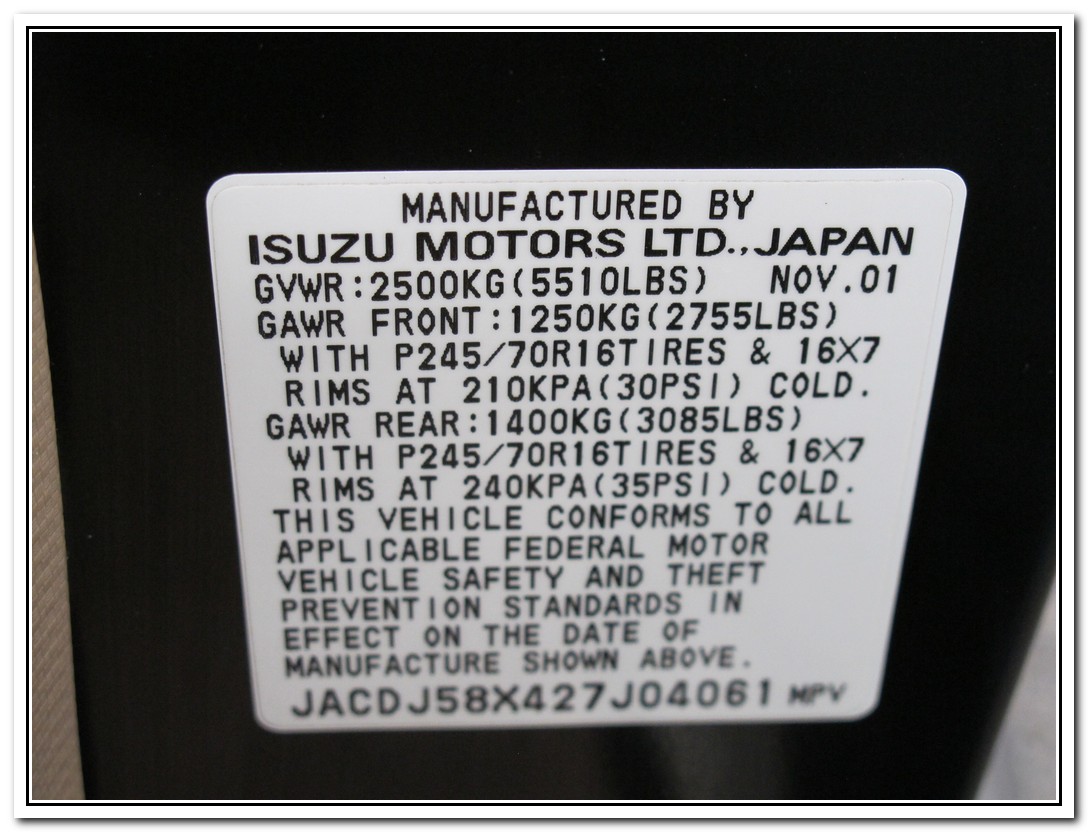 MANUFACTURED BY
ISUZU MOTORS LTD., JAPAN
GVWR:2500KG(5510LBS) NOV.01
GAWR FRONT:1250KG(2755LBS)
WITH P245/70R16TIRES & 16X7
RIMS AT 210KPA(30PSI) COLD.
GAWR REAR:1400KG(3085LBS)
WITH P245/70R16TIRES & 16X7
RIMS AT 240KPA(35PSI) COLD.
THIS VEHICLE CONFORMS TO ALL
APPLICABLE FEDERAL MOTOR
VEHICLE SAFETY AND THEFT
PREVENTION STANDARDS IN
EFFECT ON THE DATE OF
MANUFACTURE SHOWN ABOVE.
JACDJ58X427J04061 MPV